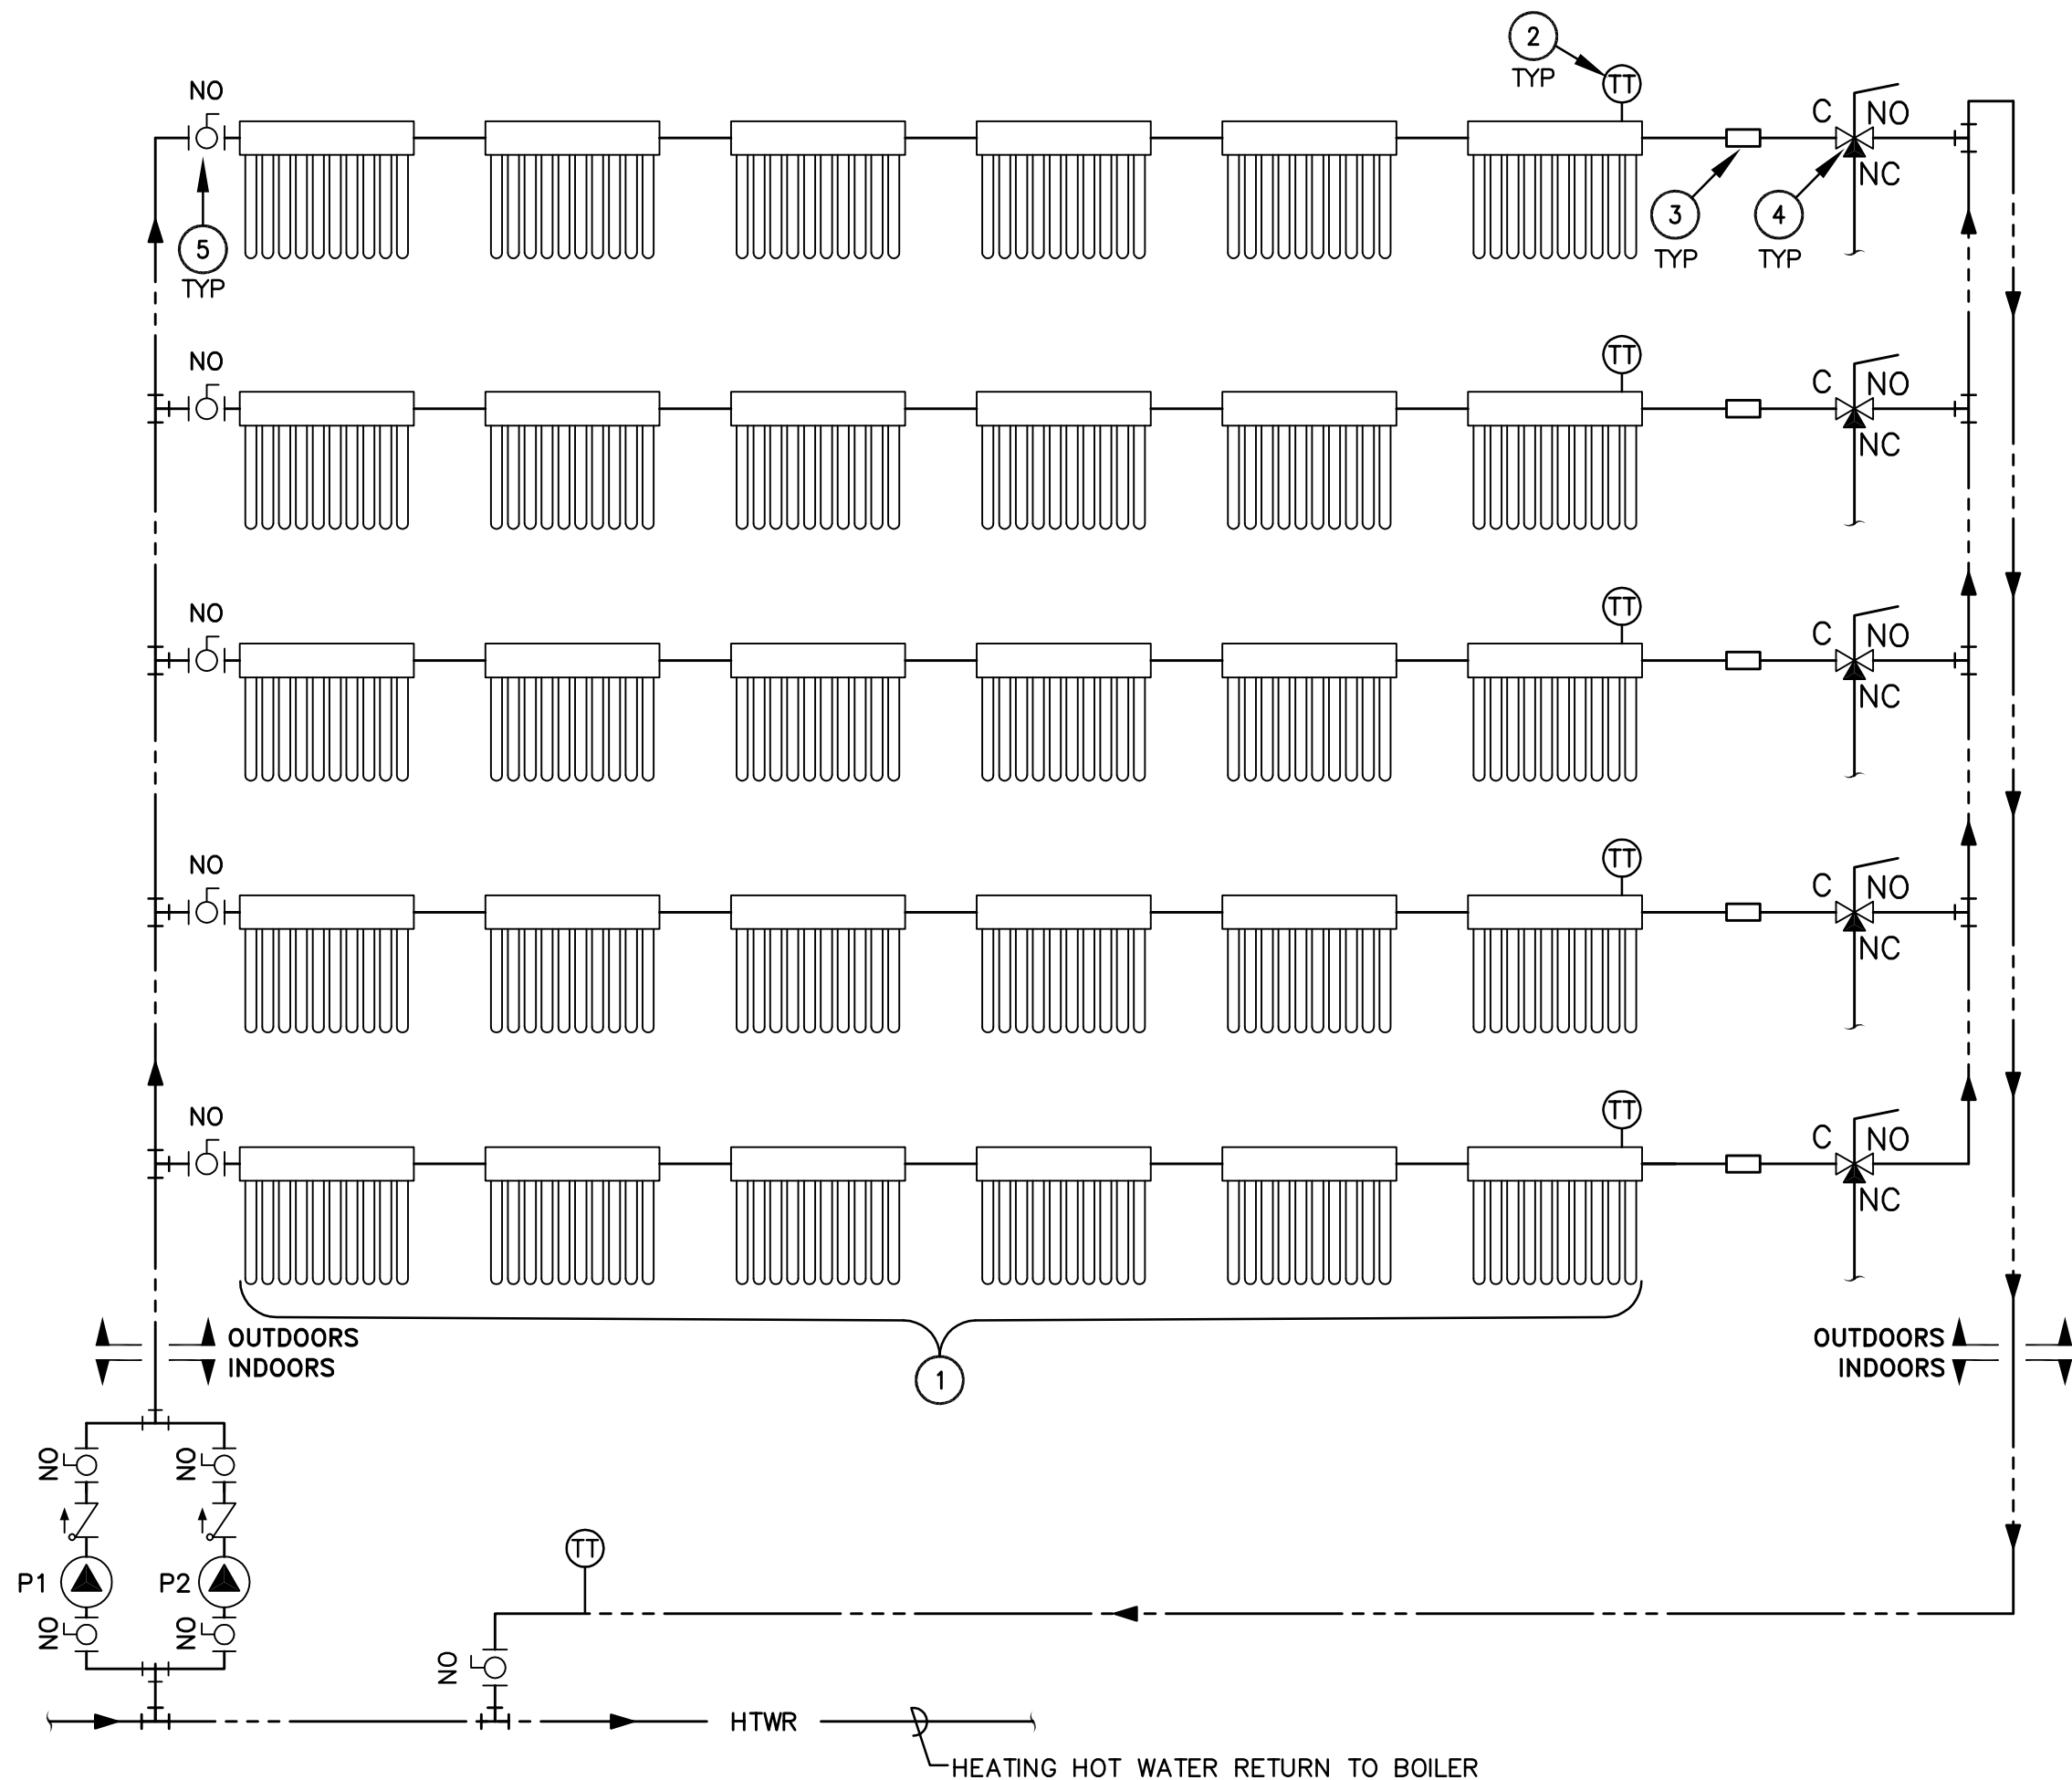 2
TYP
TT
NO
C
NO
NC
5
TYP
3
TYP
4
TYP
NO
TT
C
NO
NC
NO
TT
C
NO
NC
NO
TT
C
NO
NC
NO
TT
C
NO
NC
OUTDOORS
INDOORS
OUTDOORS
INDOORS
1
NO
NO
TT
P1
P2
NO
NO
NO
HTWR
HEATING HOT WATER RETURN TO BOILER